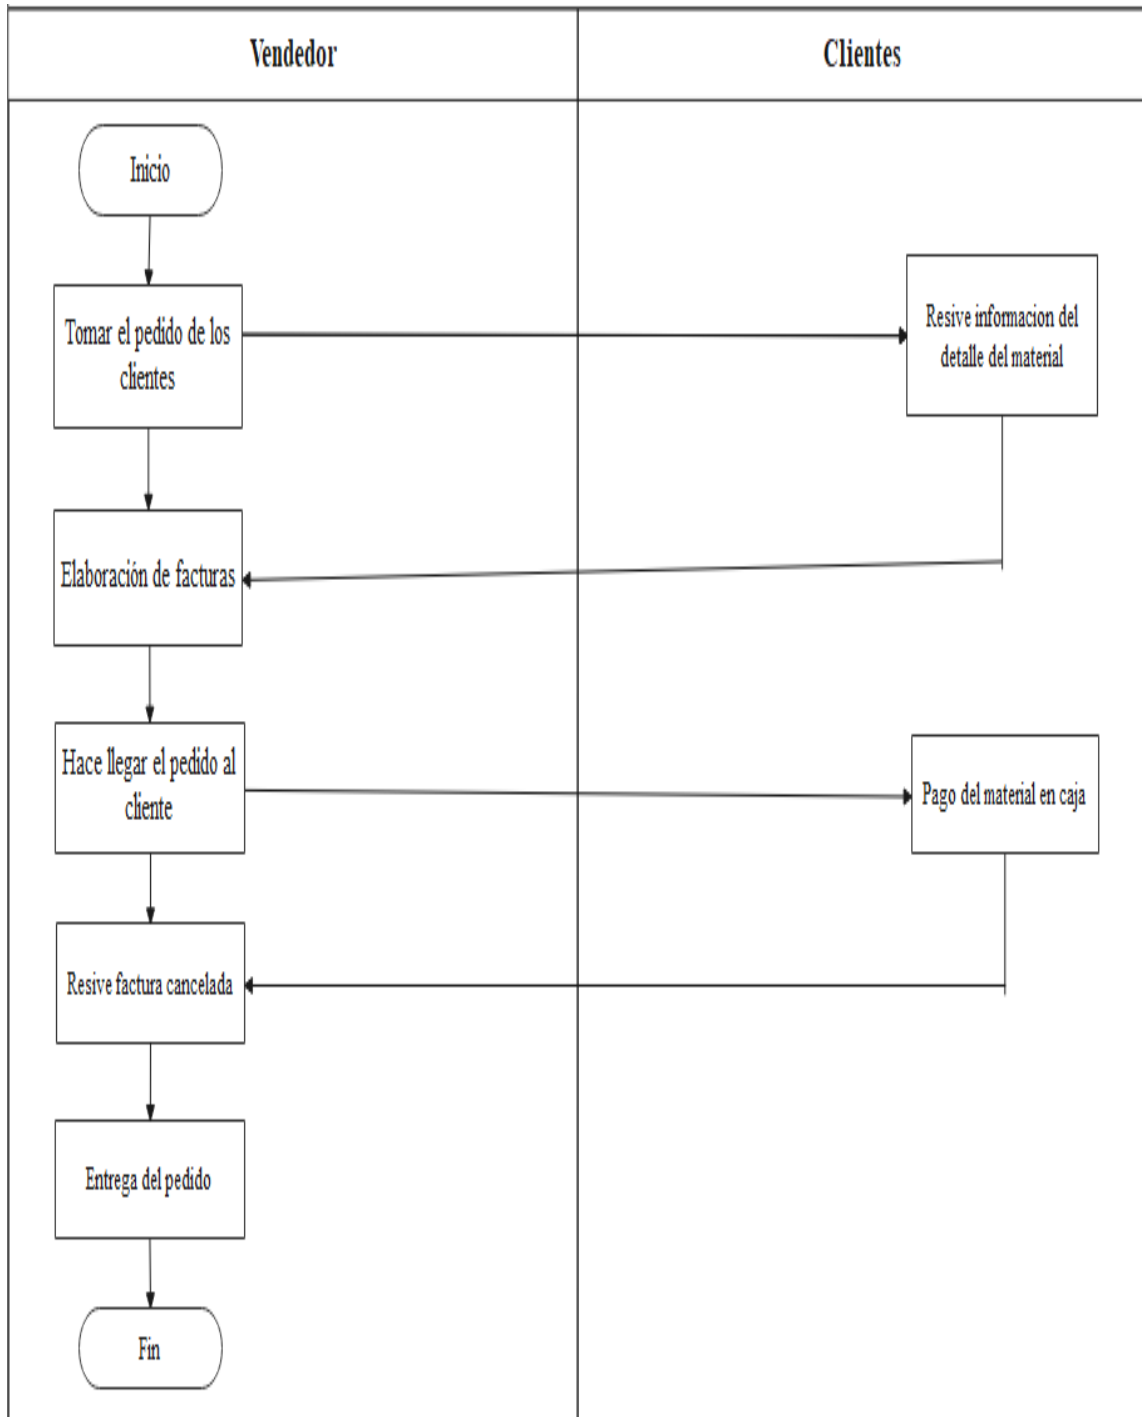 Vendedor
Clientes
Inicio
Tomar el pedido de los
clientes
Resive informacion del
detalle del material
Elaboración de facturas
Hace llegar el pedido al
cliente
Pago del material en caja
Resive factura cancelada
Entrega del pedido
Fin